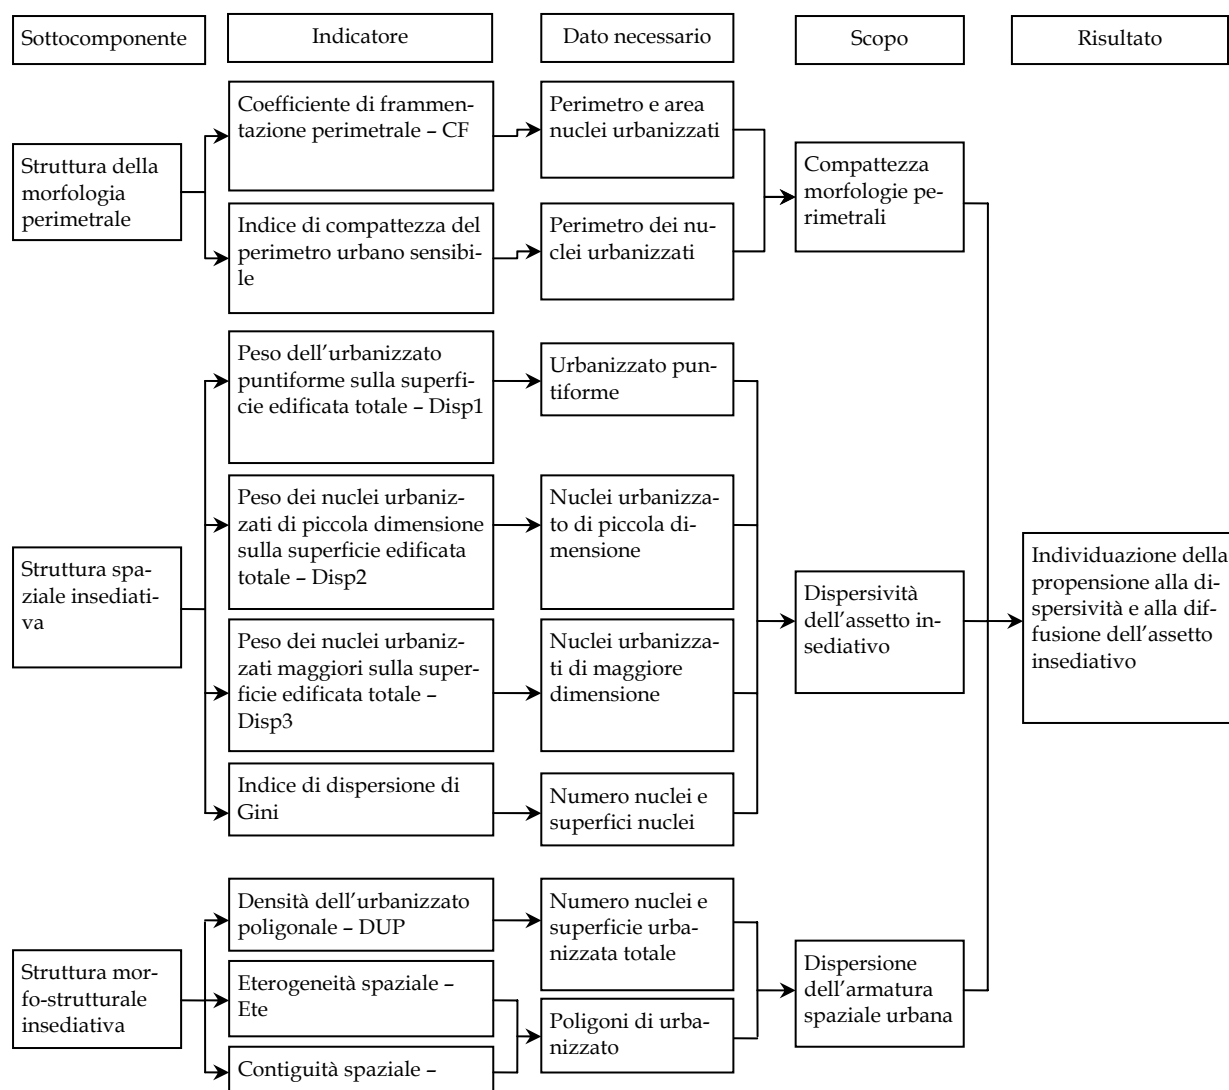 Sottocomponente
Indicatore
Dato necessario
Scopo
Risultato
Struttura della
morfologia
perimetrale
Coefficiente di frammen-
tazione perimetrale – CF
Perimetro e area
nuclei urbanizzati
Indice di compattezza del
perimetro urbano sensibi-
le
Perimetro dei nu-
clei urbanizzati
Compattezza
morfologie pe-
rimetrali
Struttura spa-
ziale insediati-
va
Peso dell’urbanizzato
puntiforme sulla superfi-
cie edificata totale – Disp1
Urbanizzato pun-
tiforme
Peso dei nuclei urbaniz-
zati di piccola dimensione
sulla superficie edificata
totale – Disp2
Nuclei urbanizza-
to di piccola di-
mensione
Peso dei nuclei urbaniz-
zati maggiori sulla super-
ficie edificata totale –
Disp3
Nuclei urbanizza-
ti di maggiore
dimensione
Indice di dispersione di
Gini
Numero nuclei e
superfici nuclei
Dispersività
dell’assetto in-
sediativo
Individuazione della
propensione alla di-
spersività e alla dif-
fusione dell’assetto
insediativo
Struttura mor-
fo-strutturale
insediativa
Densità dell’urbanizzato
poligonale – DUP
Numero nuclei e
superficie urba-
nizzata totale
Eterogeneità spaziale –
Ete
Contiguità spaziale –
Poligoni di urba-
nizzato
Dispersione
dell’armatura
spaziale urbana